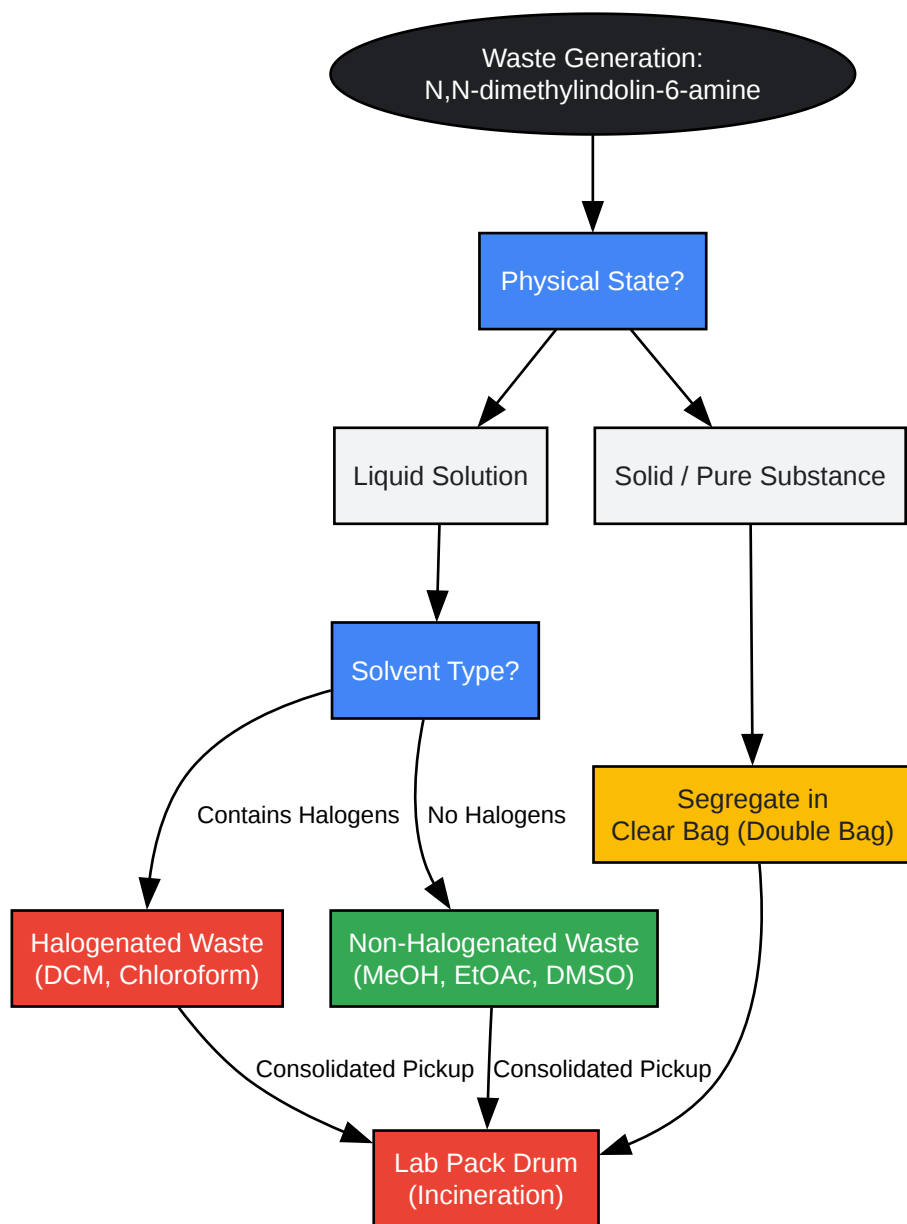 Waste Generation:
N,N-dimethylindolin-6-amine
Physical State?
Liquid Solution
Solid / Pure Substance
Solvent Type?
Contains Halogens
No Halogens
Segregate in
Clear Bag (Double Bag)
Halogenated Waste
(DCM, Chloroform)
Non-Halogenated Waste
(MeOH, EtOAc, DMSO)
Consolidated Pickup
Consolidated Pickup
Lab Pack Drum
(Incineration)